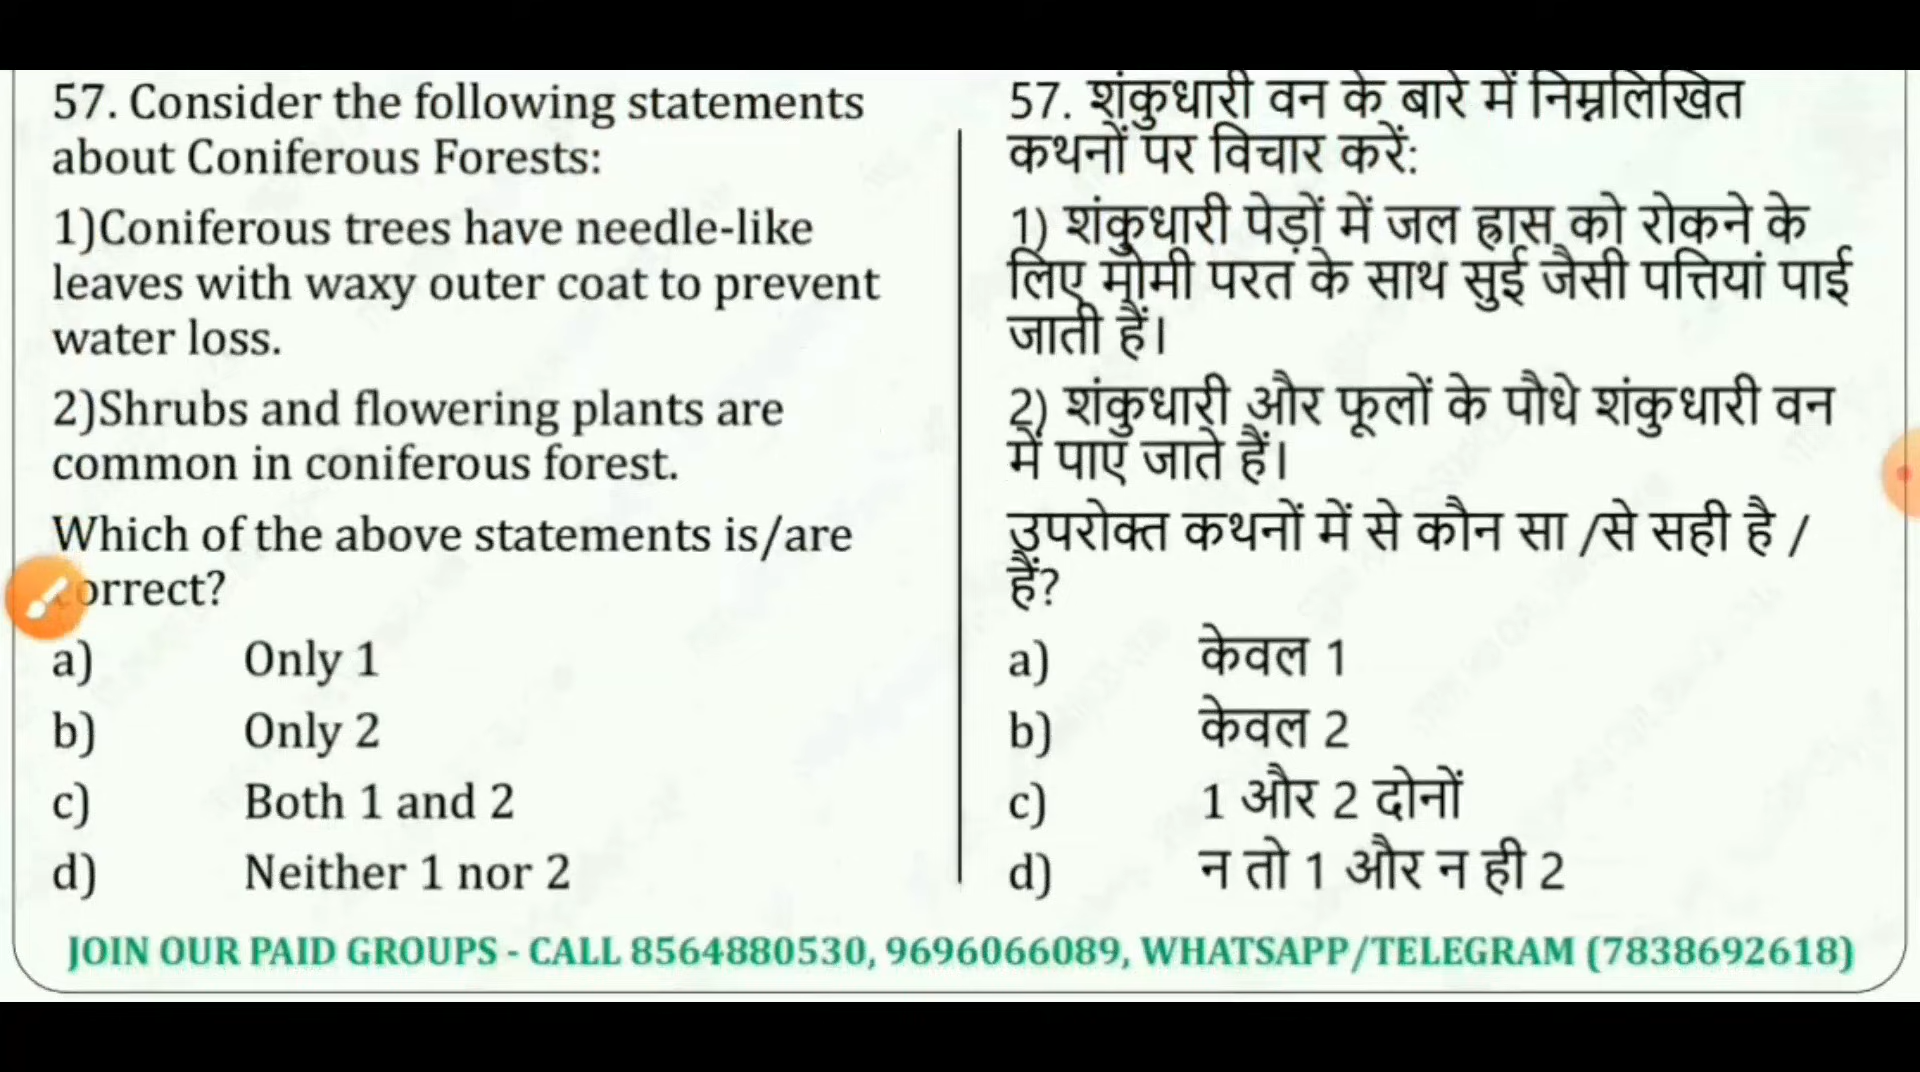 57. Consider the following statements
about Coniferous Forests:
1)Coniferous trees have needle-like
leaves with waxy outer coat to prevent
water loss.
2)Shrubs and flowering plants are
common in coniferous forest.
Which of the above statements is/are
orrect?
a) Only 1
b) Only 2
c) Both 1 and 2
d) Neither 1 nor 2
57. शंकुधारी वन के बारे में निम्नलिखित
कथनों पर विचार करें:
1) शंकुधारी पेड़ों में जल ह्रास को रोकने के
लिए मोमी परत के साथ सुई जैसी पत्तियां पाई
जाती हैं।
2) शंकुधारी और फूलों के पौधे शंकुधारी वन
में पाए जाते हैं।
उपरोक्त कथनों में से कौन सा /से सही है /
हैं?
a) केवल 1
b) केवल 2
c) 1 और 2 दोनों
d) न तो 1 और न ही 2
JOIN OUR PAID GROUPS - CALL 8564880530, 9696066089, WHATSAPP/TELEGRAM (7838692618)